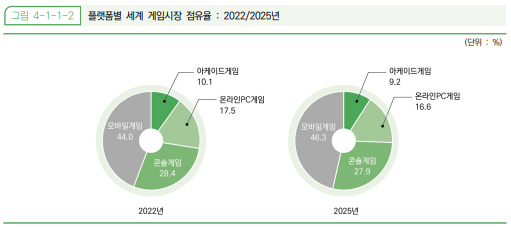 그림 4-1-1-2 플랫폼별 세계 게임시장 점유율 : 2022/2025년
(단위 : %)
아케이드게임
10.1
온라인PC게임
17.5
모바일게임
44.0
콘솔게임
28.4
2022년
아케이드게임
9.2
온라인PC게임
16.6
모바일게임
46.3
콘솔게임
27.9
2025년